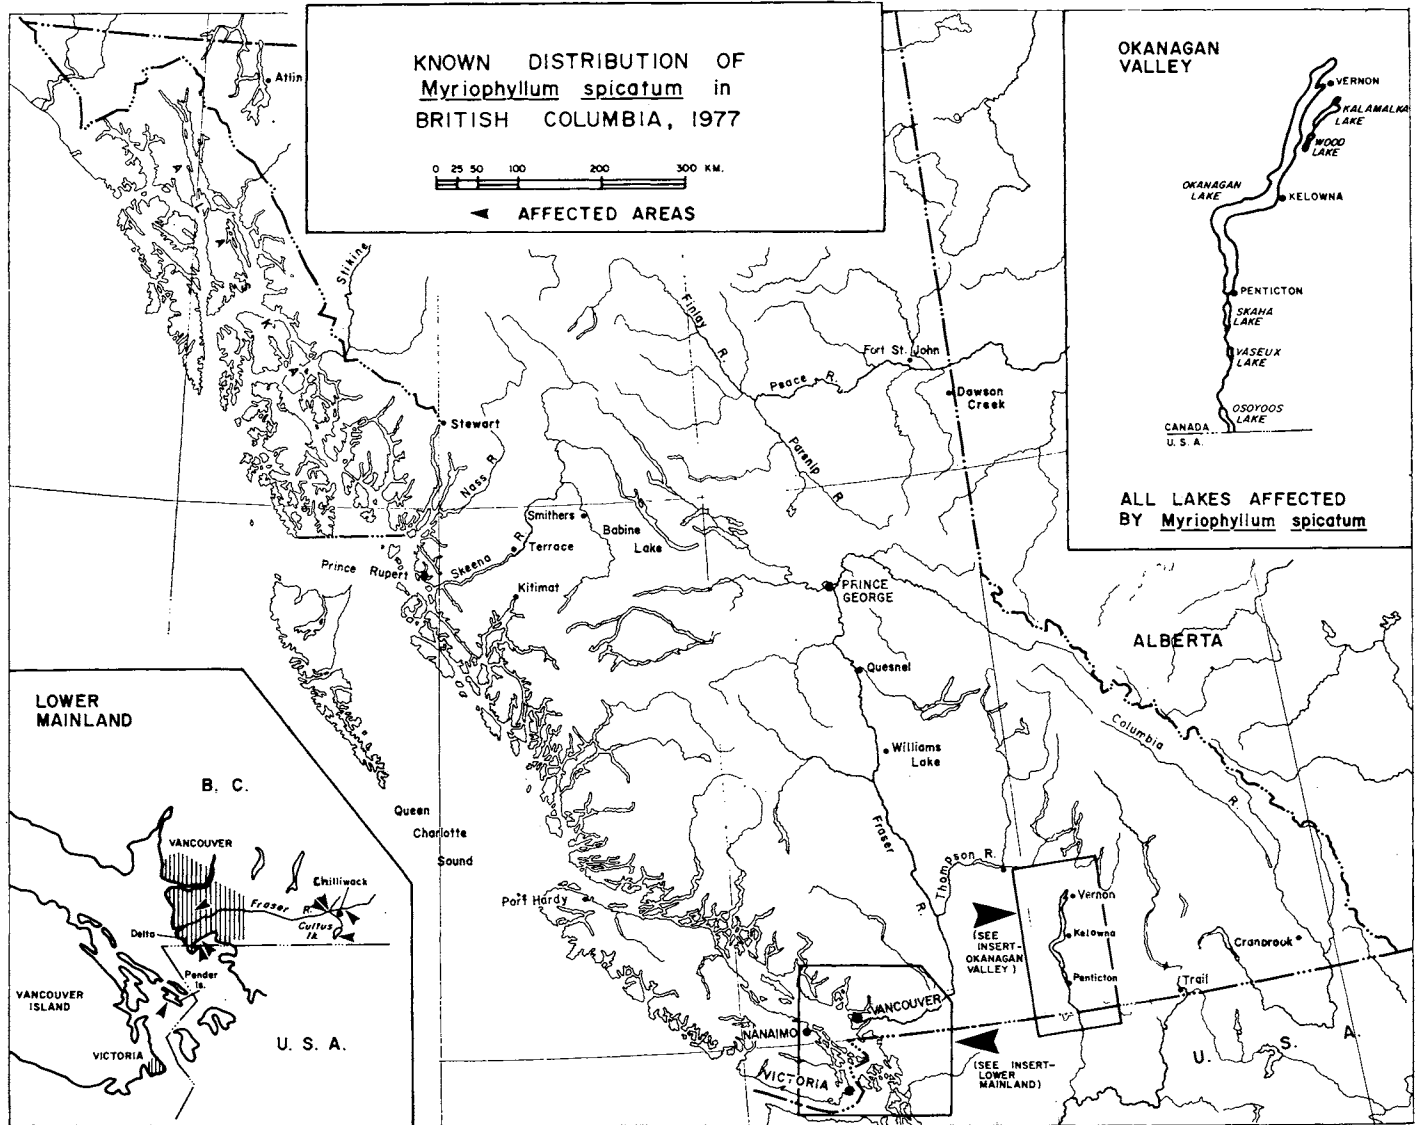 KNOWN DISTRIBUTION OF
Myriophyllum spicatum in
BRITISH COLUMBIA, 1977
0 25 50 100 200 300 KM.
AFFECTED AREAS
OKANAGAN
VALLEY
VERNON
KALAMALKA
LAKE
WOOD
LAKE
OKANAGAN
LAKE
KELOWNA
PENTICTON
SKAHA
LAKE
VASEUX
LAKE
OSOYOOS
LAKE
CANADA
U.S.A.
ALL LAKES AFFECTED
BY Myriophyllum spicatum
Atlin
A L A S K A
Stikine
Finlay R.
Fort St. John
Peace R.
Dawson
Creek
Stewart
Nass R.
Parsnip R.
Smithers
Babine
Lake
Terrace
Skeena R.
Prince Rupert
Kitimat
PRINCE
GEORGE
ALBERTA
Quesnel
Columbia R.
Williams
Lake
Queen
Charlotte
Sound
Fraser R.
Thompson R.
Port Hardy
(SEE
INSERT-
OKANAGAN
VALLEY)
Vernon
Kelowna
Penticton
Cranbrook
Trail
VANCOUVER
NANAIMO
VICTORIA
(SEE INSERT-
LOWER
MAINLAND)
U. S. A.
LOWER
MAINLAND
B. C.
VANCOUVER
Chilliwack
Fraser R.
Cultus
lk.
Delta
Pender
Is.
VANCOUVER
ISLAND
VICTORIA
U. S. A.